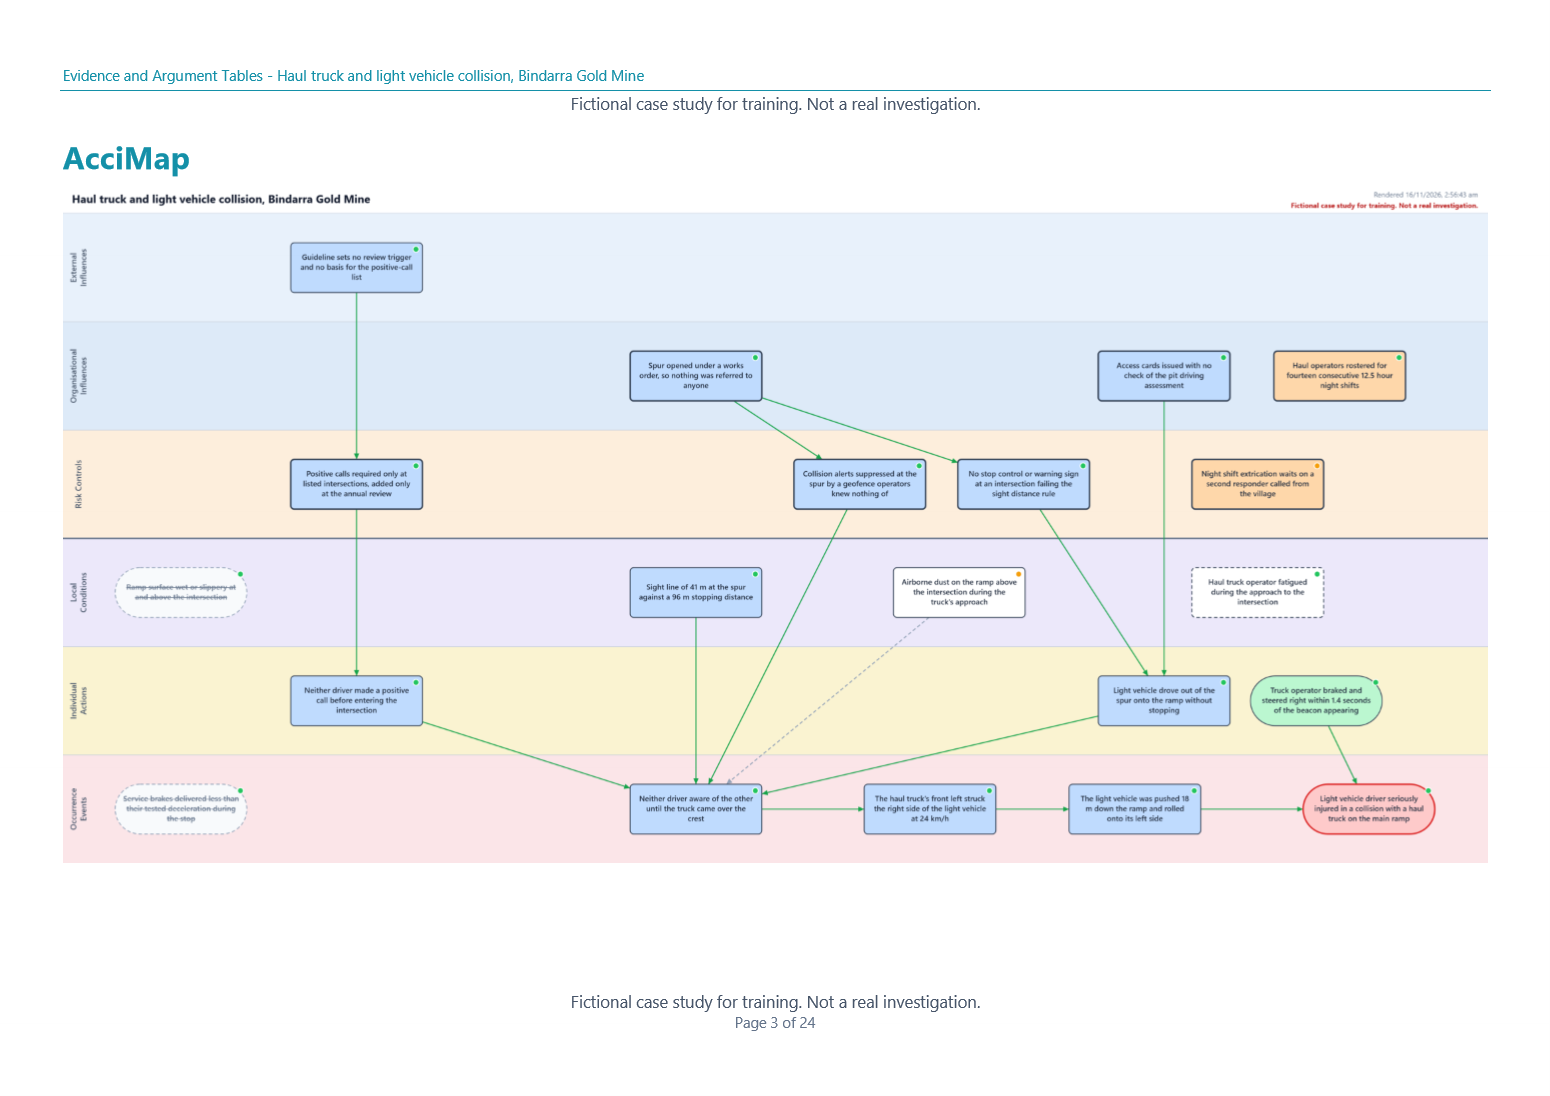 Evidence and Argument Tables - Haul truck and light vehicle collision, Bindarra Gold Mine
Fictional case study for training. Not a real investigation.
AcciMap
Haul truck and light vehicle collision, Bindarra Gold Mine
Rendered 16/11/2026, 2:56:43 am
Fictional case study for training. Not a real investigation.
External
Influences
Guideline sets no review trigger
and no basis for the positive-call
list
Organisational
Influences
Spur opened under a works
order, so nothing was referred to
anyone
Access cards issued with no
check of the pit driving
assessment
Haul operators rostered for
fourteen consecutive 12.5 hour
night shifts
Risk Controls
Positive calls required only at
listed intersections, added only
at the annual review
Collision alerts suppressed at the
spur by a geofence operators
knew nothing of
No stop control or warning sign
at an intersection failing the
sight distance rule
Night shift extrication waits on a
second responder called from
the village
Local
Conditions
Ramp surface wet or slippery at
and above the intersection
Sight line of 41 m at the spur
against a 96 m stopping distance
Airborne dust on the ramp above
the intersection during the
truck's approach
Haul truck operator fatigued
during the approach to the
intersection
Individual
Actions
Neither driver made a positive
call before entering the
intersection
Light vehicle drove out of the
spur onto the ramp without
stopping
Truck operator braked and
steered right within 1.4 seconds
of the beacon appearing
Occurrence
Events
Service brakes delivered less than
their tested deceleration during
the stop
Neither driver aware of the other
until the truck came over the
crest
The haul truck's front left struck
the right side of the light vehicle
at 24 km/h
The light vehicle was pushed 18
m down the ramp and rolled
onto its left side
Light vehicle driver seriously
injured in a collision with a haul
truck on the main ramp
Fictional case study for training. Not a real investigation.
Page 3 of 24